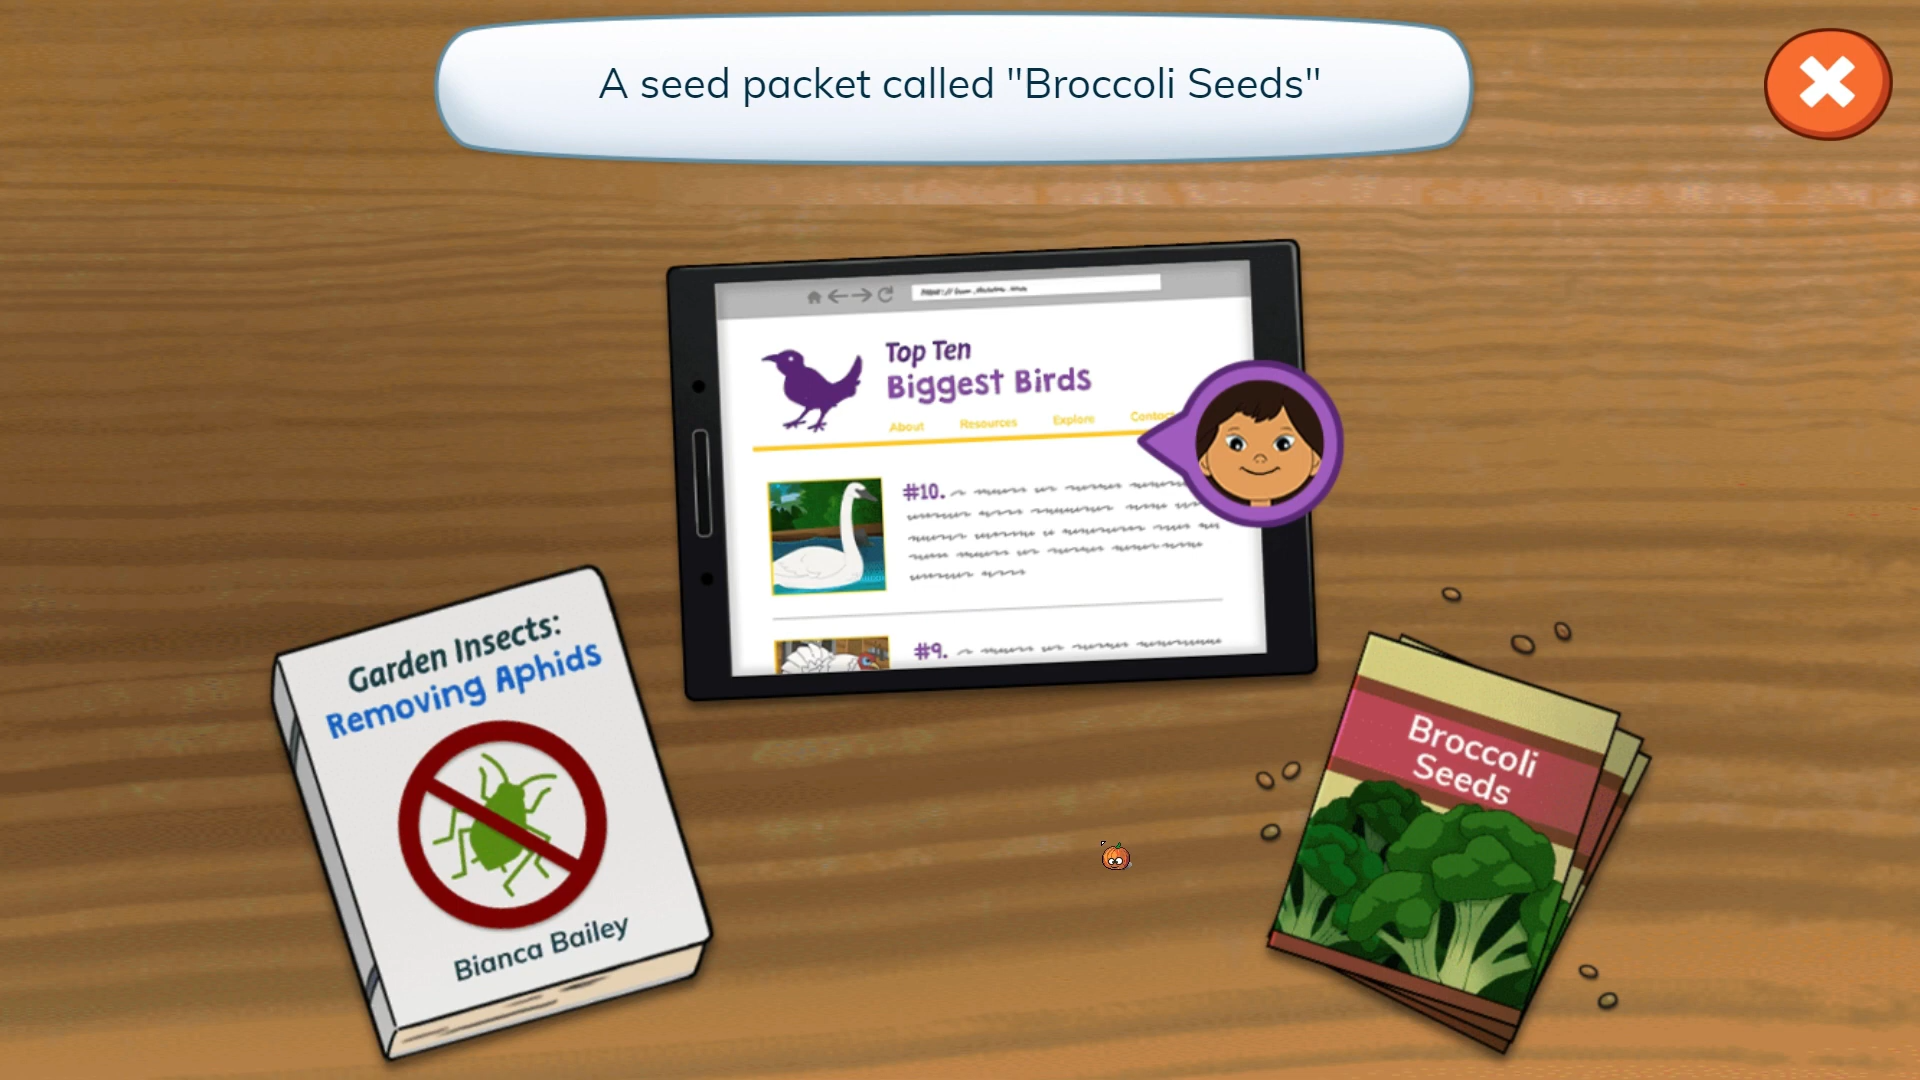 A seed packet called "Broccoli Seeds"
Top Ten
Biggest Birds
About Resources Explore Contact
#10.
#9.
Garden Insects:
Removing Aphids
Bianca Bailey
Broccoli
Seeds